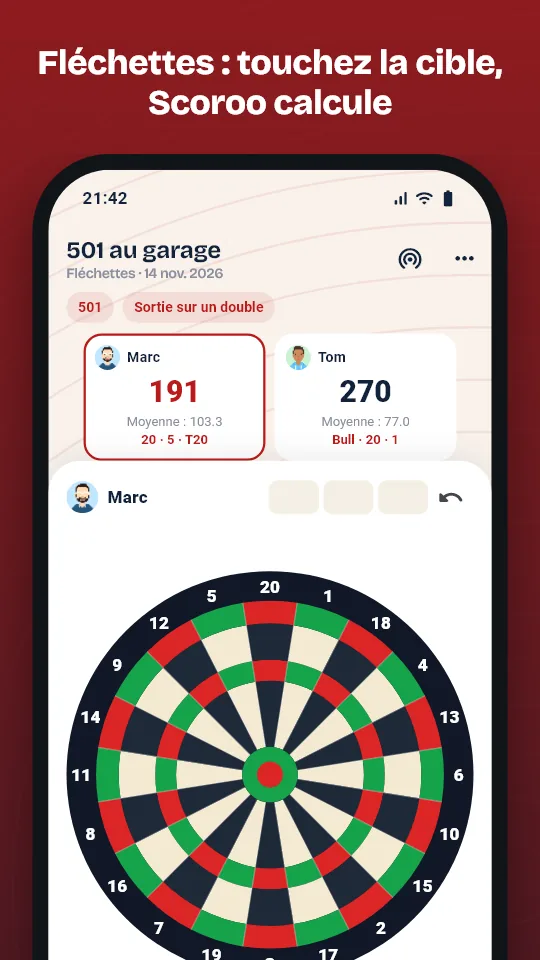 Fléchettes : touchez la cible,
Scoroo calcule
21:42
501 au garage
Fléchettes · 14 nov. 2026
501
Sortie sur un double
Marc
191
Moyenne : 103.3
20 · 5 · T20
Tom
270
Moyenne : 77.0
Bull · 20 · 1
Marc
20
1
18
4
13
6
10
15
2
17
19
7
16
8
11
14
9
12
5